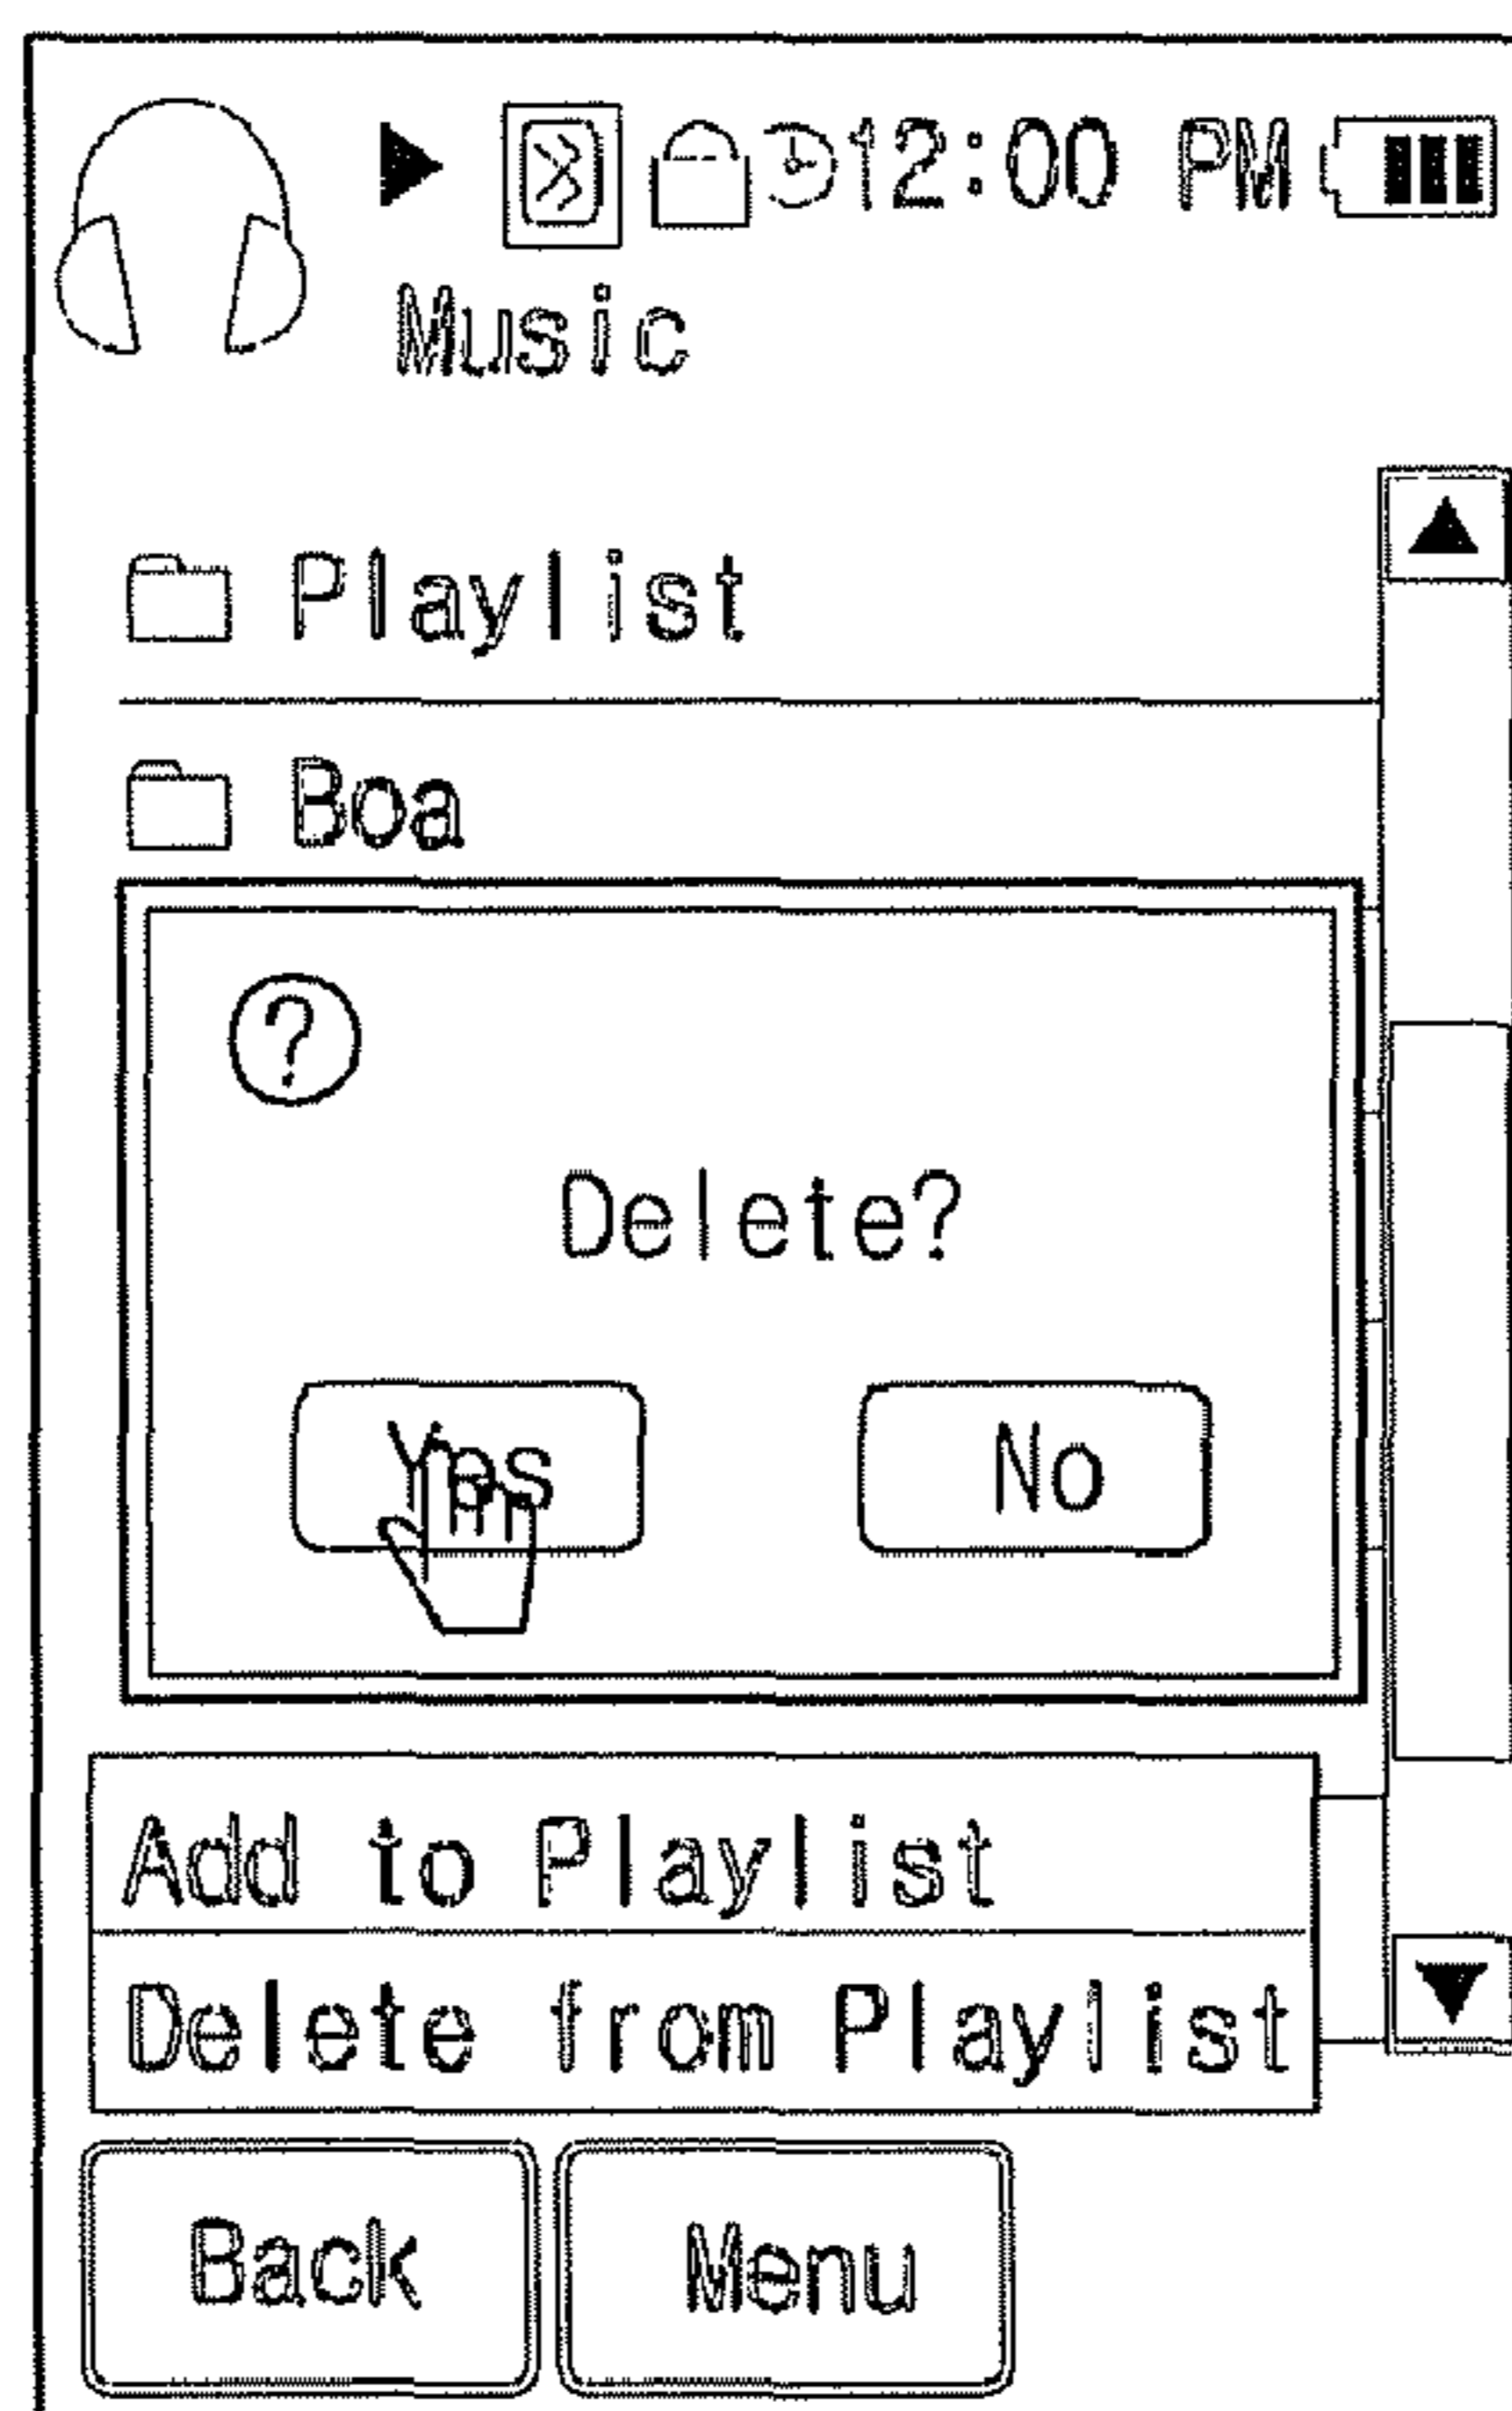 12:00 PM
Music
Playlist
Boa
?
Delete?
Yes No
Add to Playlist
Delete from Playlist
Back Menu